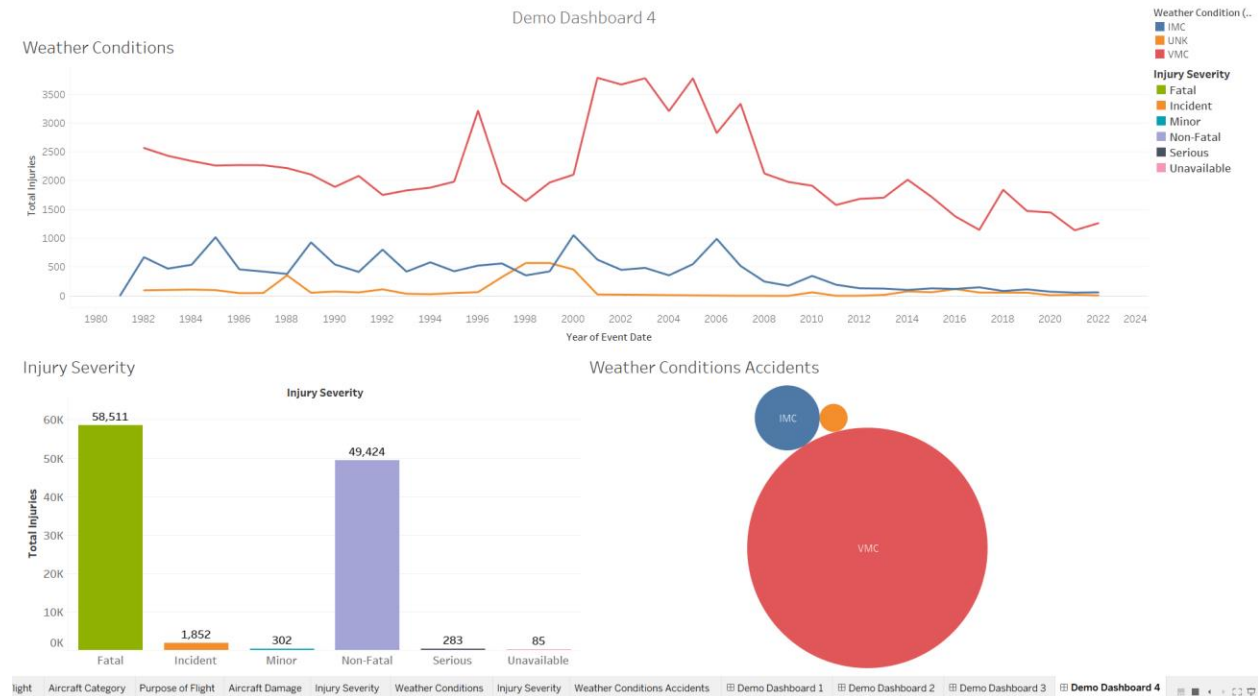 Demo Dashboard 4
Weather Conditions
3500
3000
2500
2000
1500
1000
500
0
Total Injuries
1980 1982 1984 1986 1988 1990 1992 1994 1996 1998 2000 2002 2004 2006 2008 2010 2012 2014 2016 2018 2020 2022 2024
Year of Event Date
Weather Condition (..
IMC
UNK
VMC
Injury Severity
Fatal
Incident
Minor
Non-Fatal
Serious
Unavailable
Injury Severity
Injury Severity
60K
50K
40K
30K
20K
10K
0K
Total Injuries
58,511
1,852
302
49,424
283
85
Fatal Incident Minor Non-Fatal Serious Unavailable
Weather Conditions Accidents
IMC
VMC
light Aircraft Category Purpose of Flight Aircraft Damage Injury Severity Weather Conditions Injury Severity Weather Conditions Accidents Demo Dashboard 1 Demo Dashboard 2 Demo Dashboard 3 Demo Dashboard 4